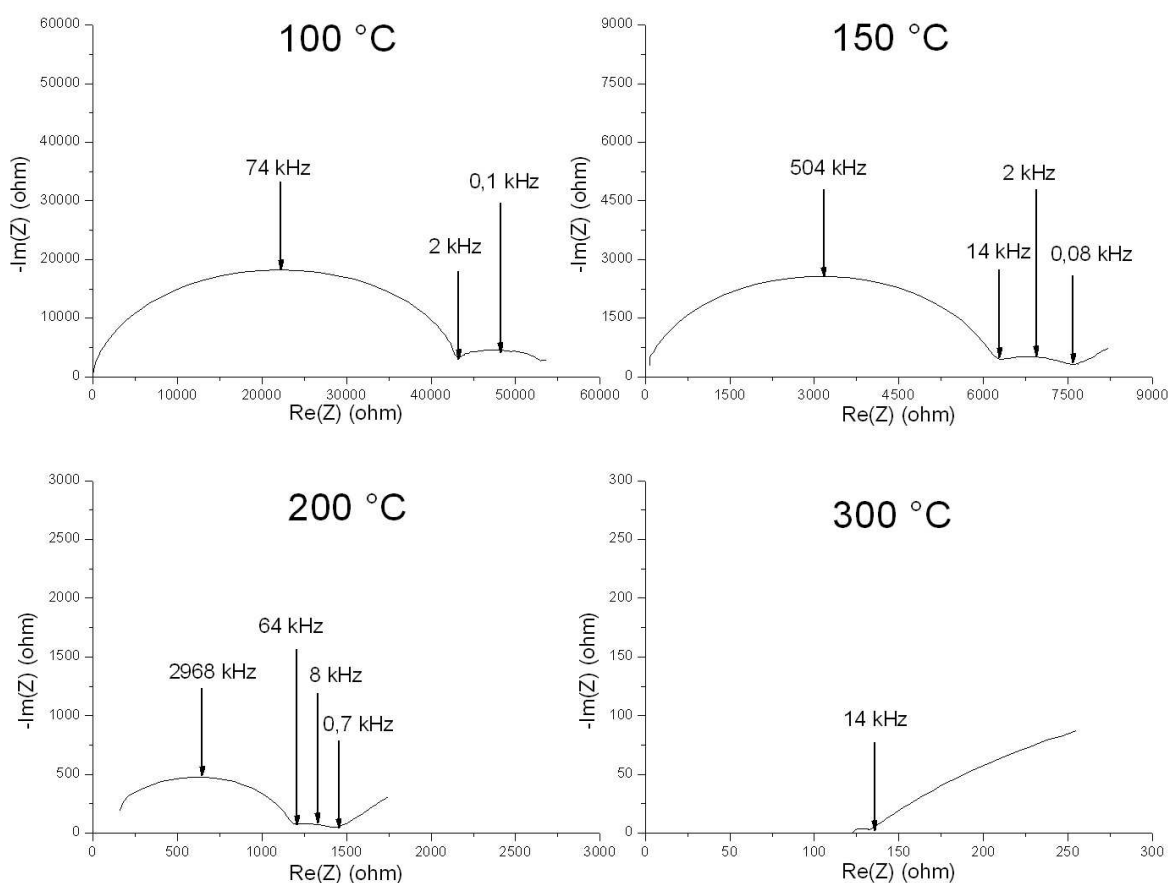 100 °C
60000
50000
40000
30000
20000
10000
0
-Im(Z) (ohm)
74 kHz
0,1 kHz
2 kHz
0 10000 20000 30000 40000 50000 60000
Re(Z) (ohm)
150 °C
9000
7500
6000
4500
3000
1500
0
-Im(Z) (ohm)
504 kHz
2 kHz
14 kHz
0,08 kHz
0 1500 3000 4500 6000 7500 9000
Re(Z) (ohm)
200 °C
3000
2500
2000
1500
1000
500
0
-Im(Z) (ohm)
64 kHz
2968 kHz
8 kHz
0,7 kHz
0 500 1000 1500 2000 2500 3000
Re(Z) (ohm)
300 °C
300
250
200
150
100
50
0
-Im(Z) (ohm)
14 kHz
0 50 100 150 200 250 300
Re(Z) (ohm)